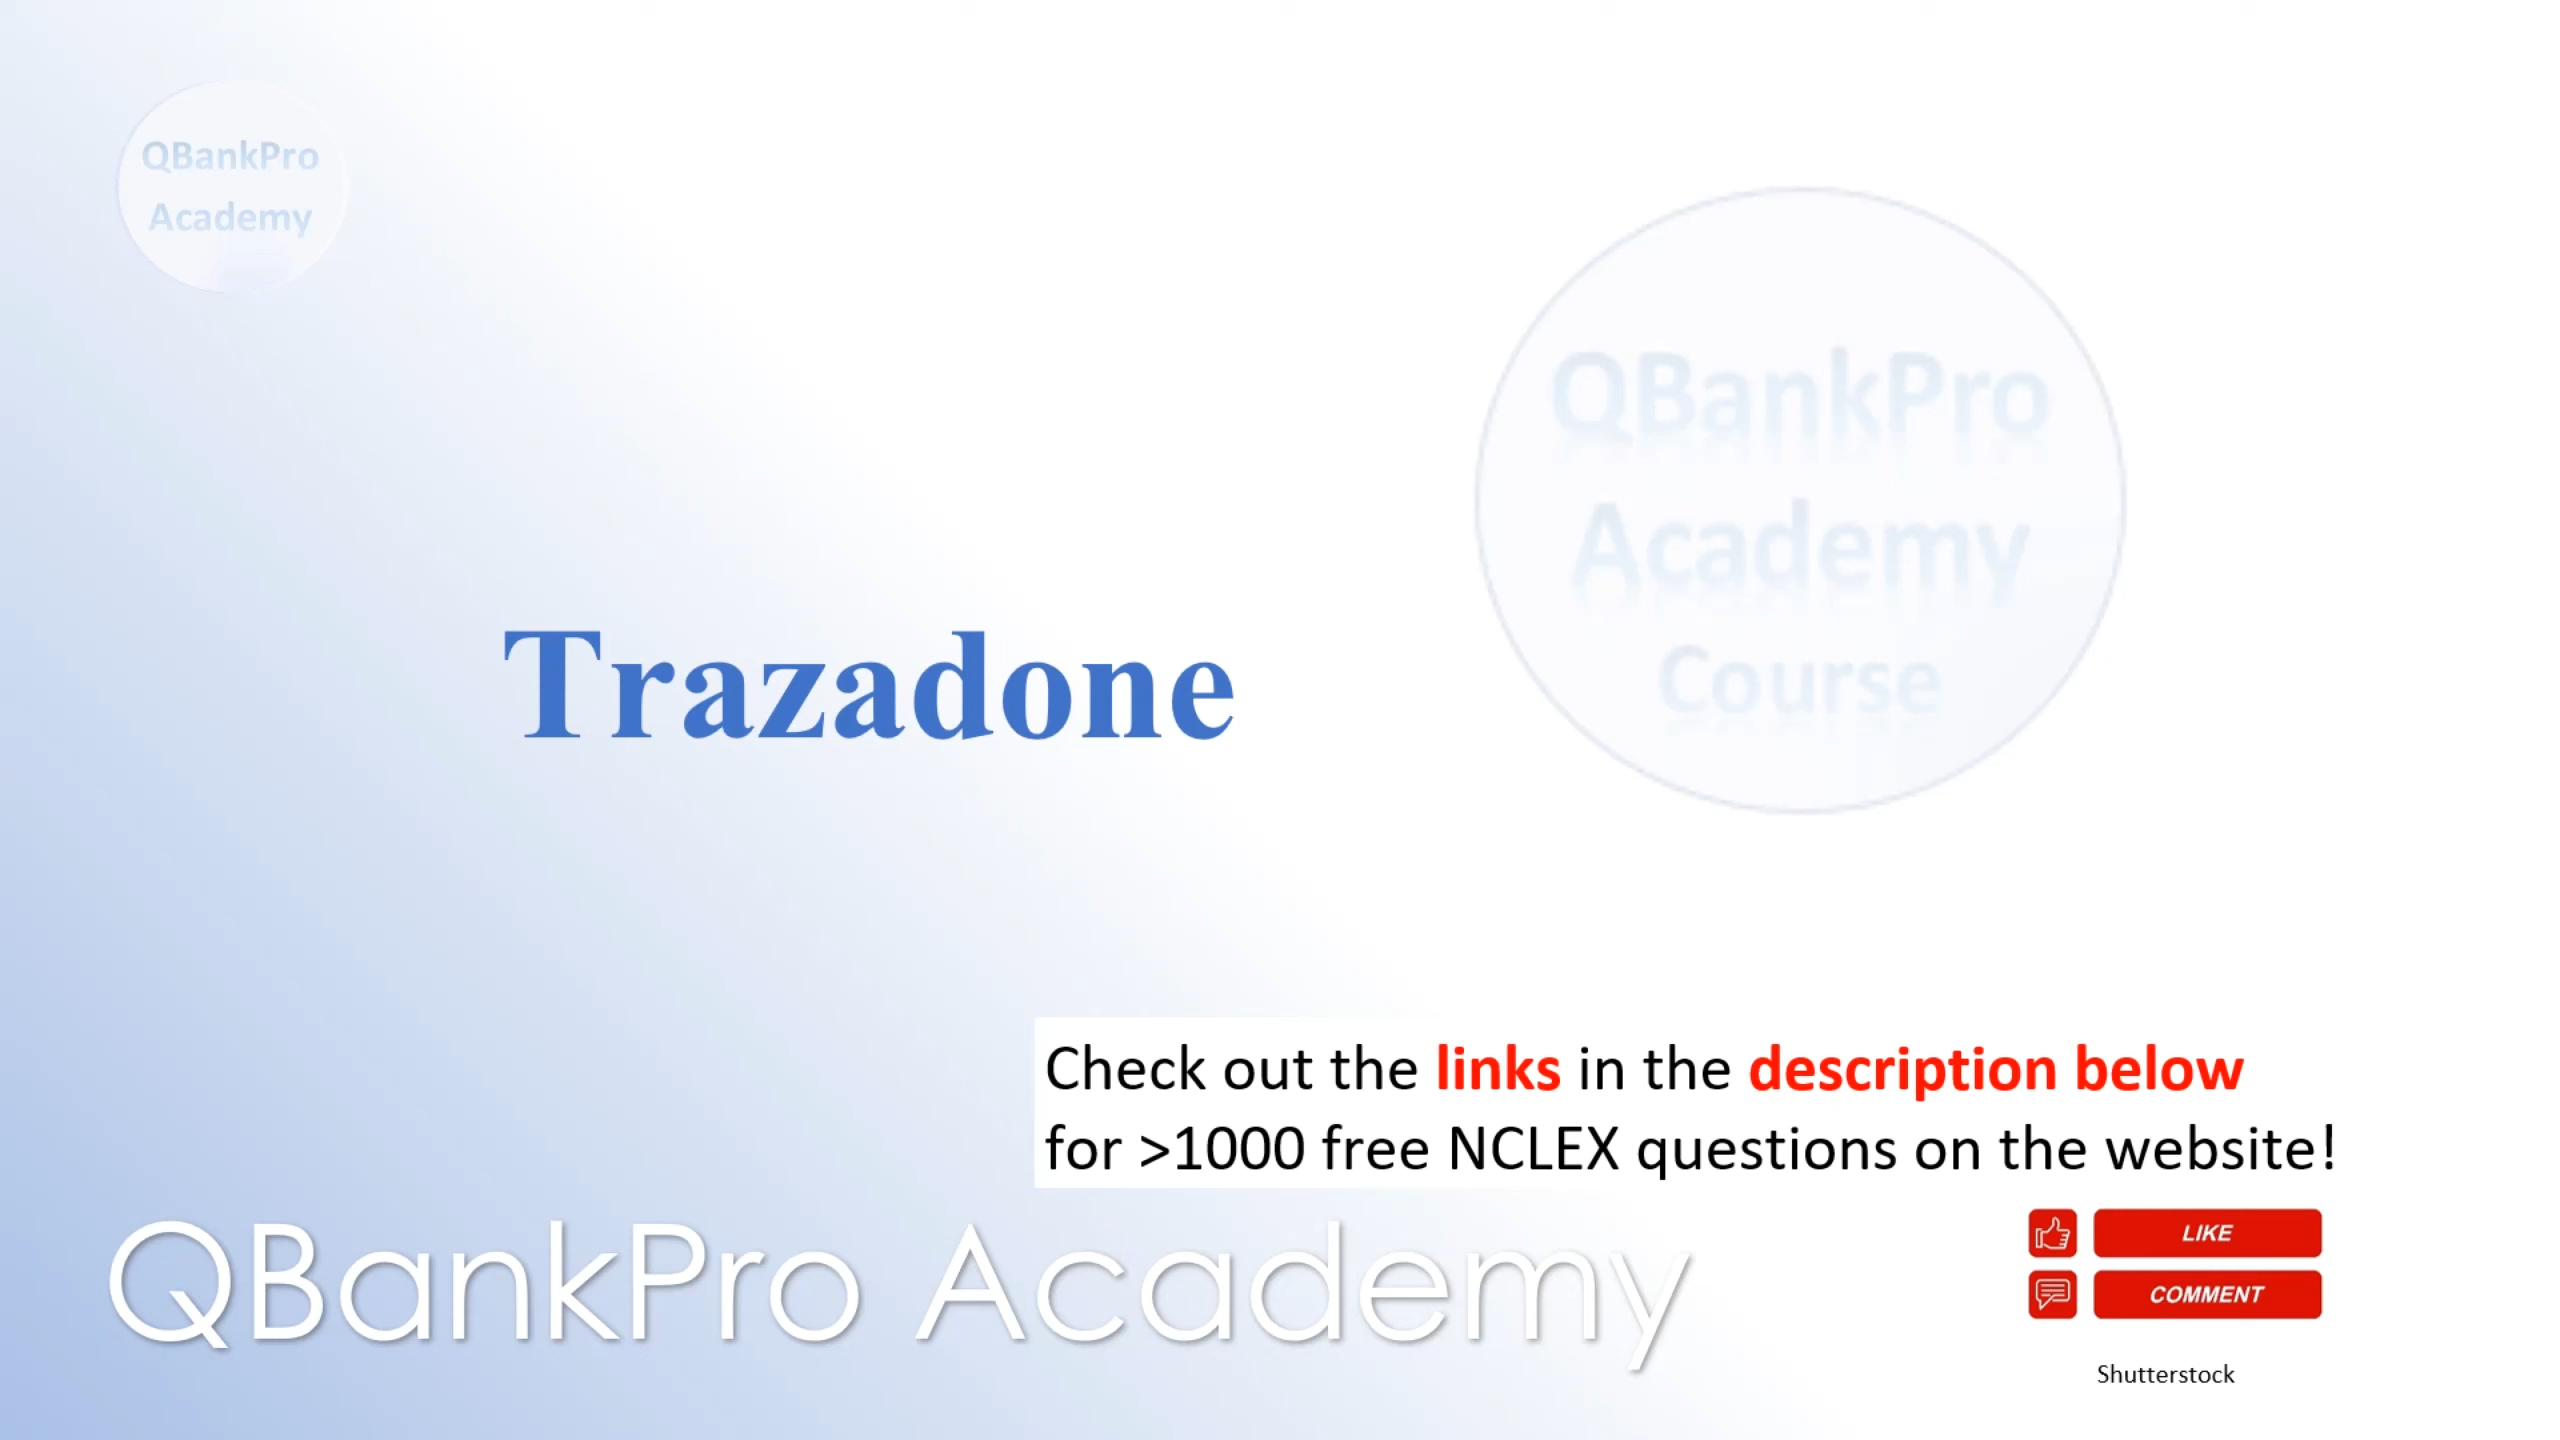 QBankPro
Academy
QBankPro
Academy
Course
Trazadone
Check out the links in the description below
for >1000 free NCLEX questions on the website!
QBankPro Academy
LIKE
COMMENT
Shutterstock